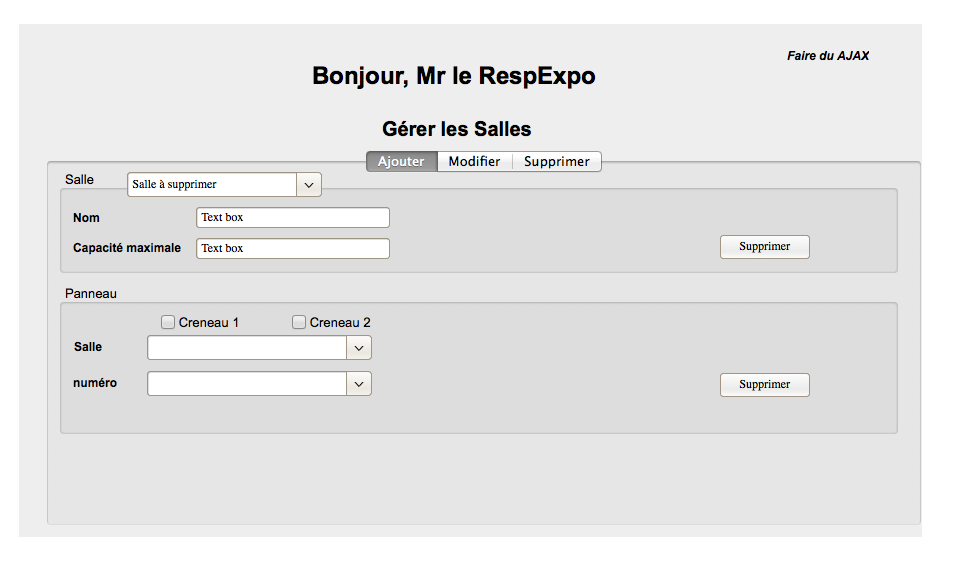 Faire du AJAX
Bonjour, Mr le RespExpo
Gérer les Salles
Ajouter Modifier Supprimer
Salle Salle à supprimer
Nom Text box
Capacité maximale Text box Supprimer
Panneau
Creneau 1 Creneau 2
Salle
numéro Supprimer